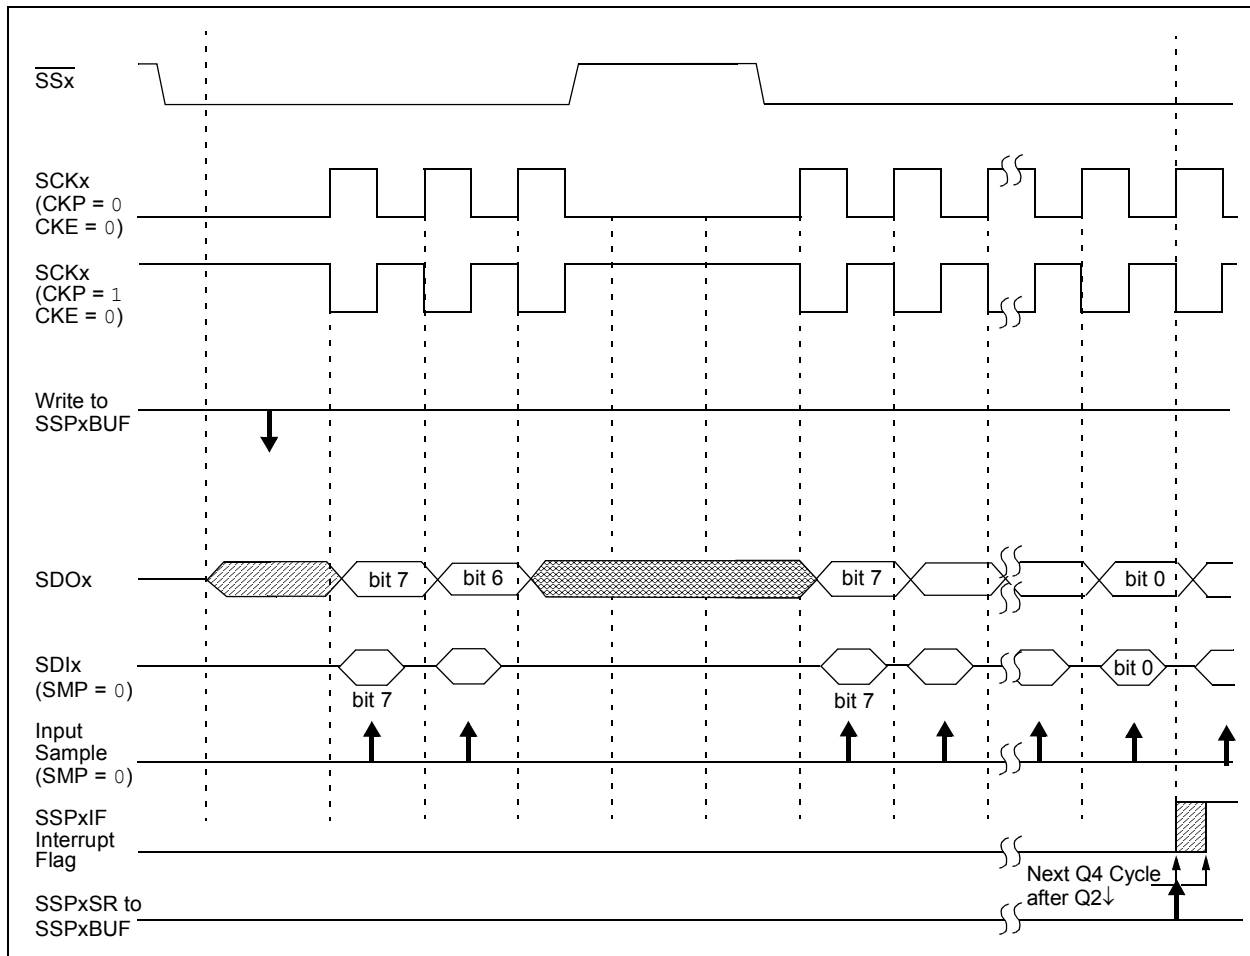 SSx
SCKx
(CKP = 0
CKE = 0)
SCKx
(CKP = 1
CKE = 0)
Write to
SSPxBUF
SDOx
bit 7
bit 6
bit 7
bit 0
SDIx
(SMP = 0)
bit 7
bit 7
bit 0
Input
Sample
(SMP = 0)
SSPxIF
Interrupt
Flag
Next Q4 Cycle
after Q2↓
SSPxSR to
SSPxBUF